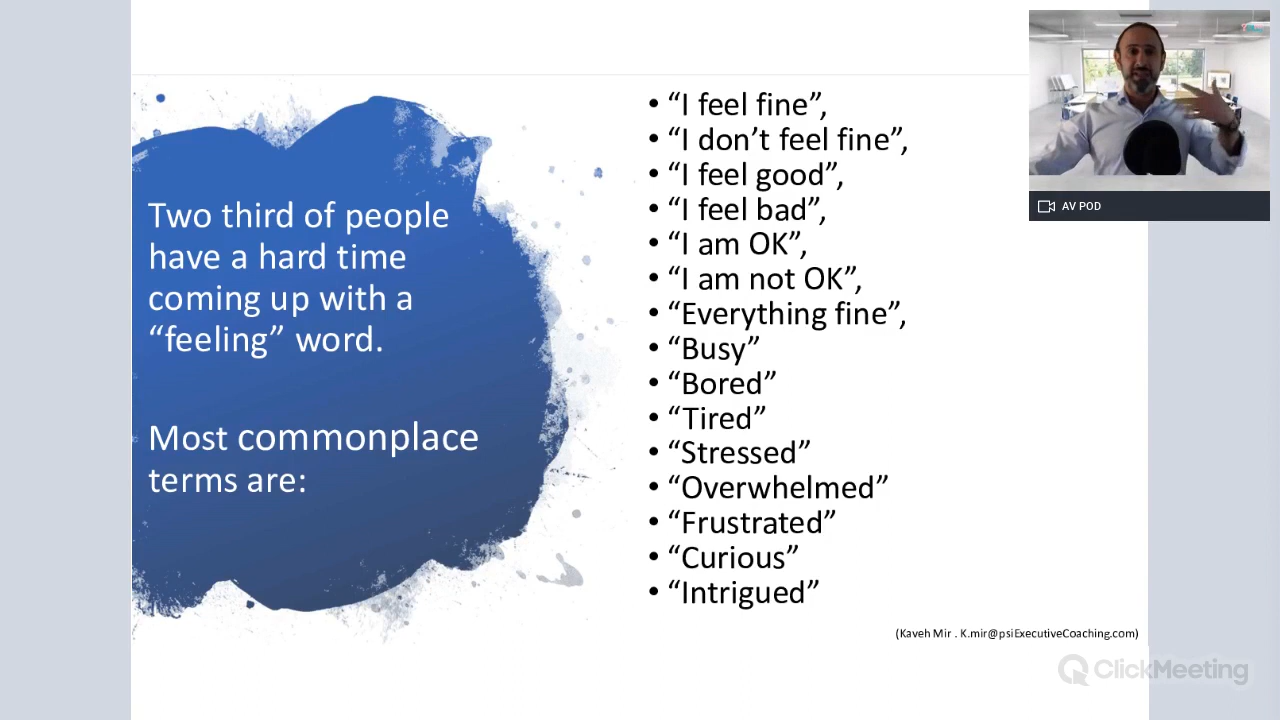 Two third of people
have a hard time
coming up with a
“feeling” word.
Most commonplace
terms are:
• “I feel fine”,
• “I don’t feel fine”,
• “I feel good”,
• “I feel bad”,
• “I am OK”,
• “I am not OK”,
• “Everything fine”,
• “Busy”
• “Bored”
• “Tired”
• “Stressed”
• “Overwhelmed”
• “Frustrated”
• “Curious”
• “Intrigued”
(Kaveh Mir . K.mir@psiExecutiveCoaching.com)
AV POD
ClickMeeting